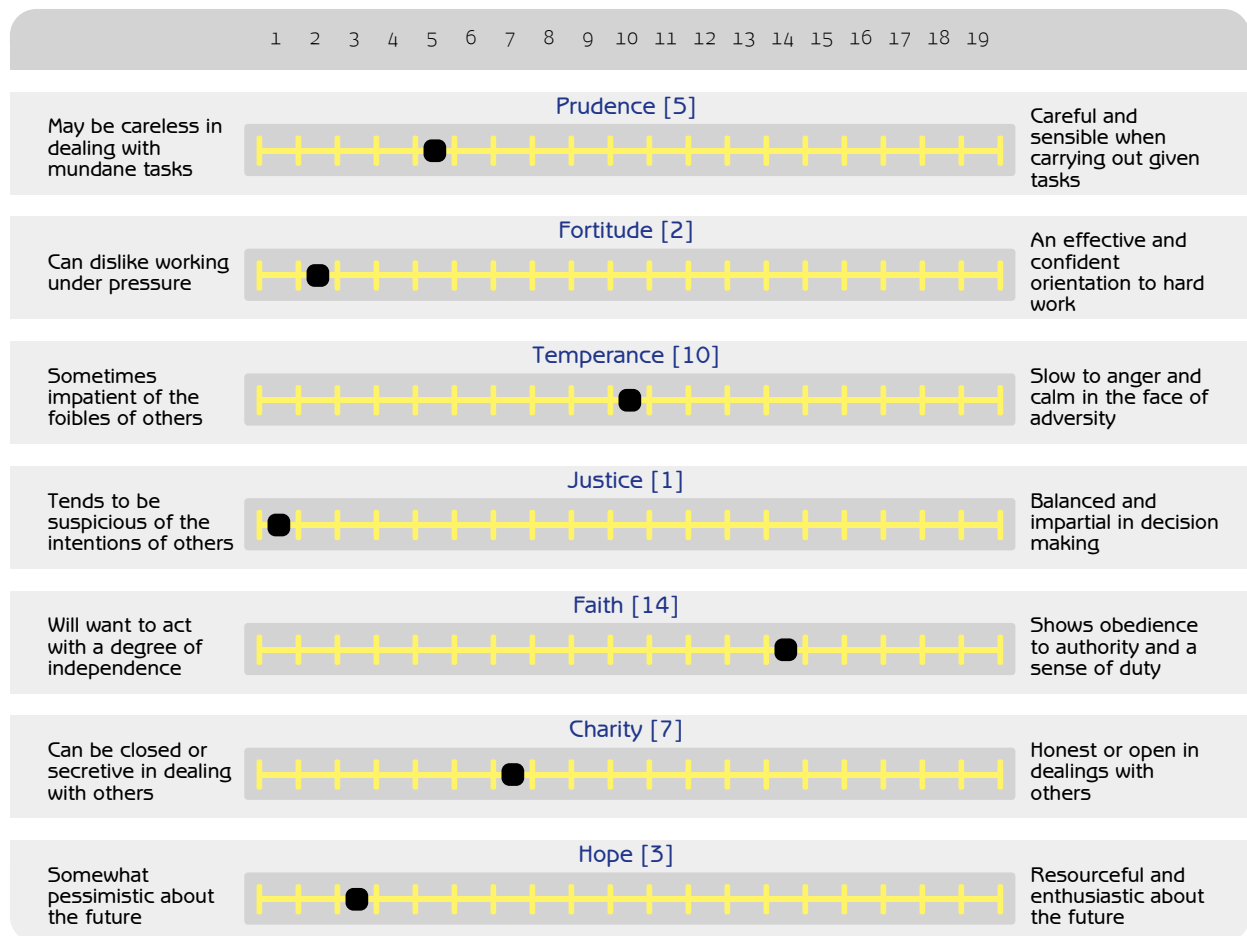 1 2 3 4 5 6 7 8 9 10 11 12 13 14 15 16 17 18 19
Prudence [5]
May be careless in
dealing with
mundane tasks
Careful and
sensible when
carrying out given
tasks
Fortitude [2]
Can dislike working
under pressure
An effective and
confident
orientation to hard
work
Temperance [10]
Sometimes
impatient of the
foibles of others
Slow to anger and
calm in the face of
adversity
Justice [1]
Tends to be
suspicious of the
intentions of others
Balanced and
impartial in decision
making
Faith [14]
Will want to act
with a degree of
independence
Shows obedience
to authority and a
sense of duty
Charity [7]
Can be closed or
secretive in dealing
with others
Honest or open in
dealings with
others
Hope [3]
Somewhat
pessimistic about
the future
Resourceful and
enthusiastic about
the future